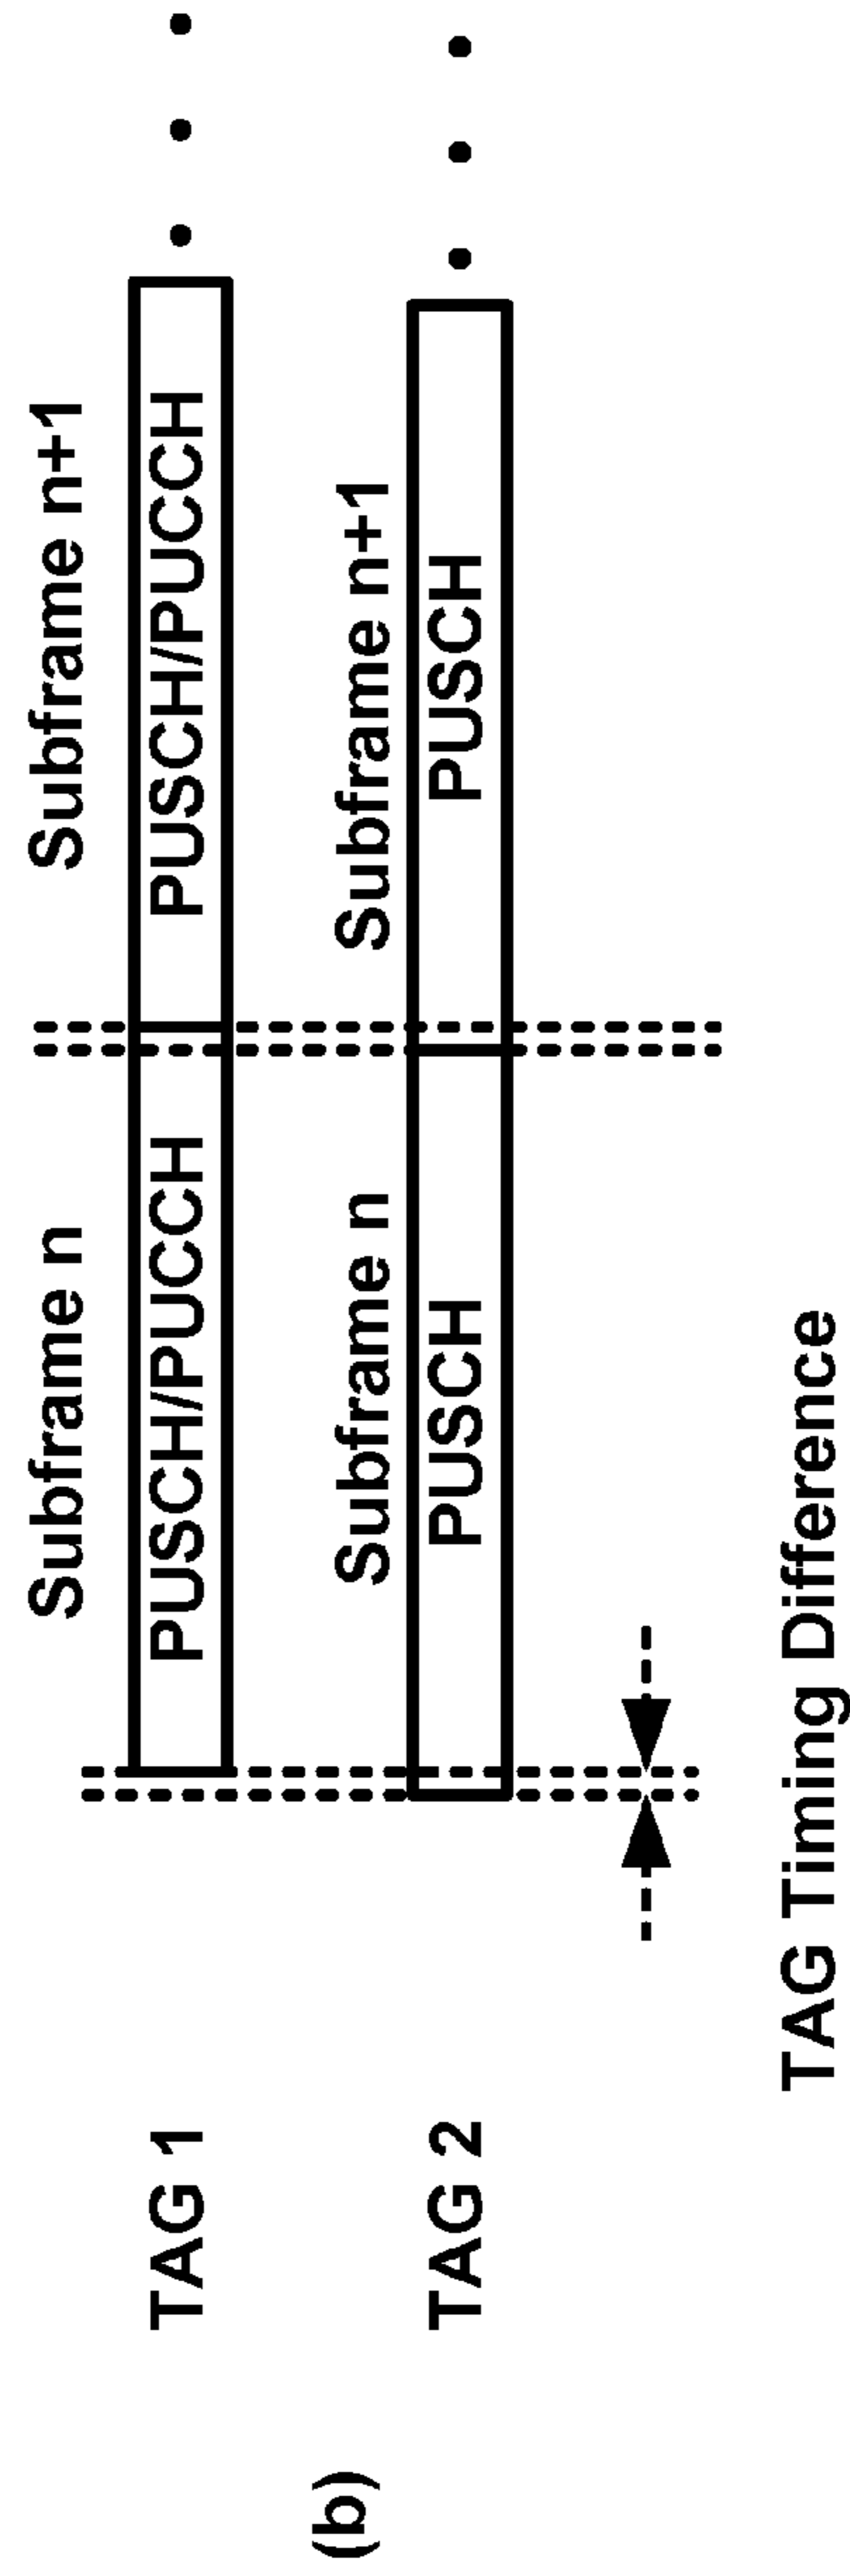 (b)
Subframe n
Subframe n+1
TAG 1
PUSCH/PUCCH
PUSCH/PUCCH
Subframe n
Subframe n+1
TAG 2
PUSCH
PUSCH
TAG Timing Difference